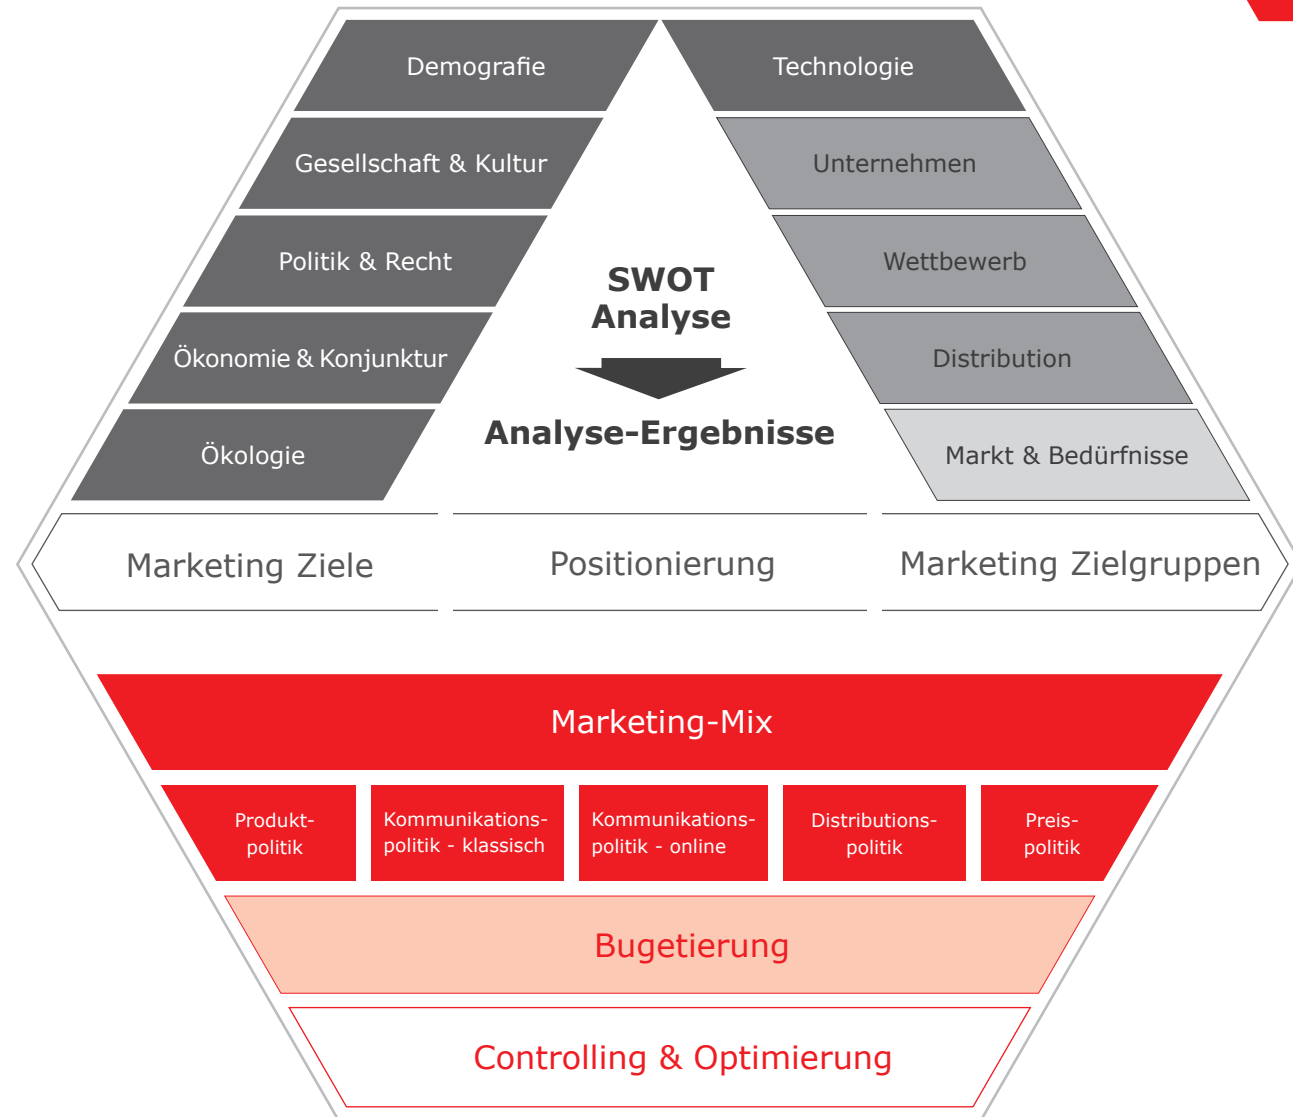 Demografie
Technologie
Gesellschaft & Kultur
Unternehmen
Politik & Recht
Wettbewerb
SWOT
Analyse
Ökonomie & Konjunktur
Distribution
Analyse-Ergebnisse
Ökologie
Markt & Bedürfnisse
Marketing Ziele
Positionierung
Marketing Zielgruppen
Marketing-Mix
Produkt-
politik
Kommunikations-
politik - klassisch
Kommunikations-
politik - online
Distributions-
politik
Preis-
politik
Bugetierung
Controlling & Optimierung